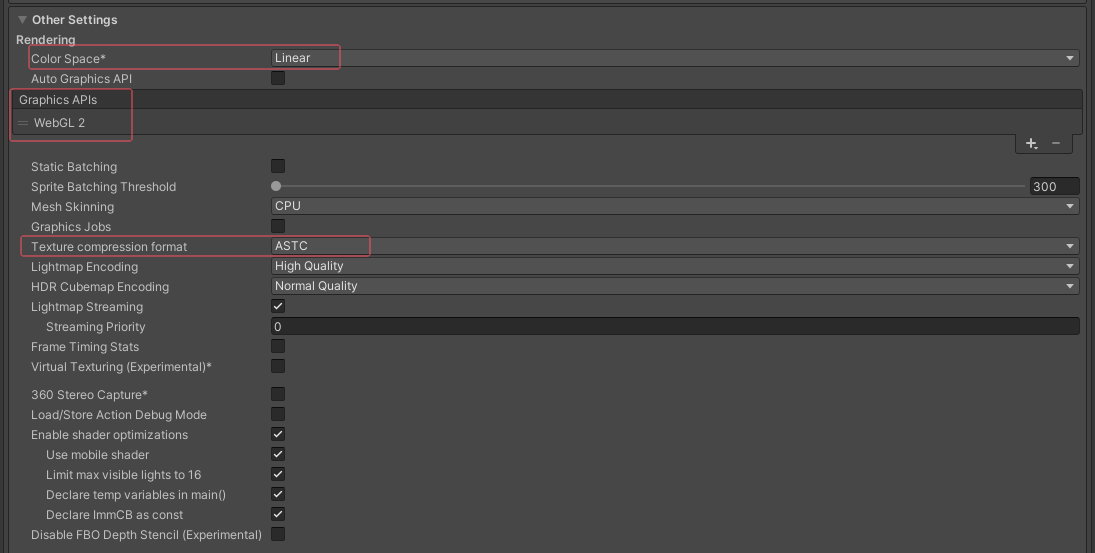 Other Settings
Rendering
Color Space* Linear
Auto Graphics API
Graphics APIs
WebGL 2
Static Batching
Sprite Batching Threshold 300
Mesh Skinning CPU
Graphics Jobs
Texture compression format ASTC
Lightmap Encoding High Quality
HDR Cubemap Encoding Normal Quality
Lightmap Streaming
Streaming Priority 0
Frame Timing Stats
Virtual Texturing (Experimental)*
360 Stereo Capture*
Load/Store Action Debug Mode
Enable shader optimizations
Use mobile shader
Limit max visible lights to 16
Declare temp variables in main()
Declare ImmCB as const
Disable FBO Depth Stencil (Experimental)